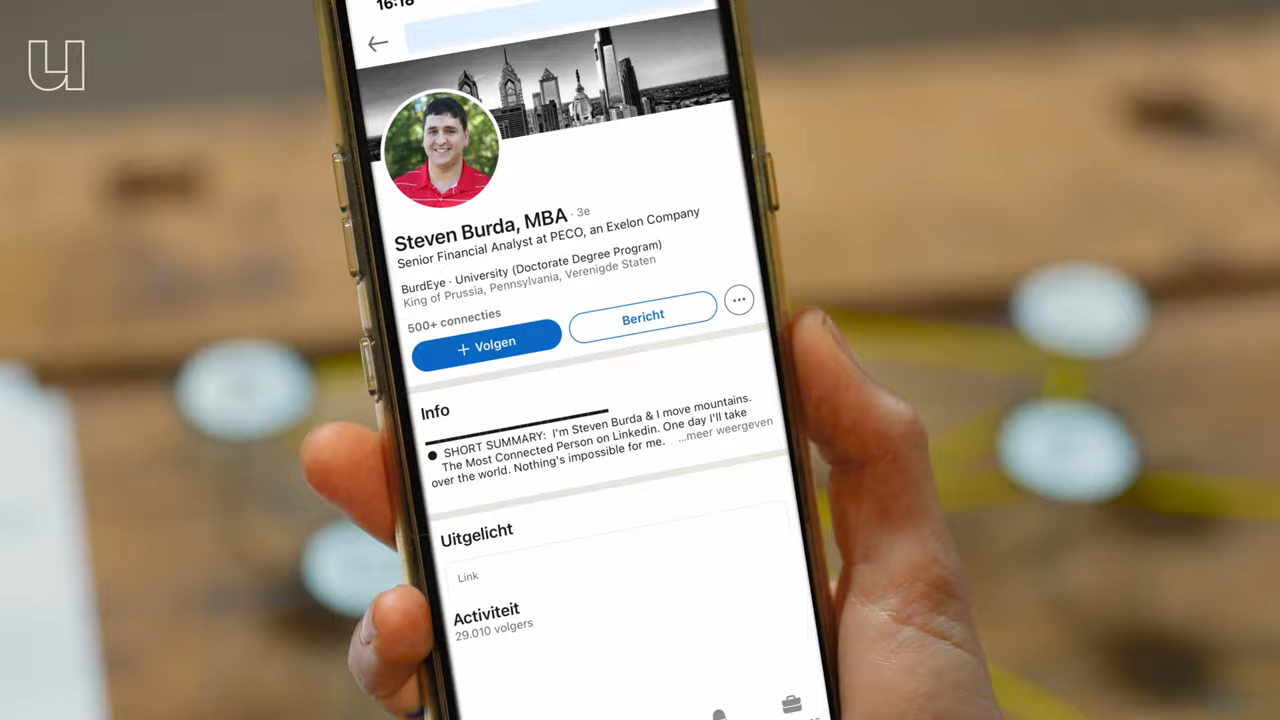 16:18
Steven Burda, MBA · 3e
Senior Financial Analyst at PECO, an Exelon Company
BurdEye · University (Doctorate Degree Program)
King of Prussia, Pennsylvania, Verenigde Staten
500+ connecties
+ Volgen
Bericht
Info
● SHORT SUMMARY: I'm Steven Burda & I move mountains.
The Most Connected Person on Linkedin. One day I'll take
over the world. Nothing's impossible for me. ...meer weergeven
Uitgelicht
Link
Activiteit
29.010 volgers